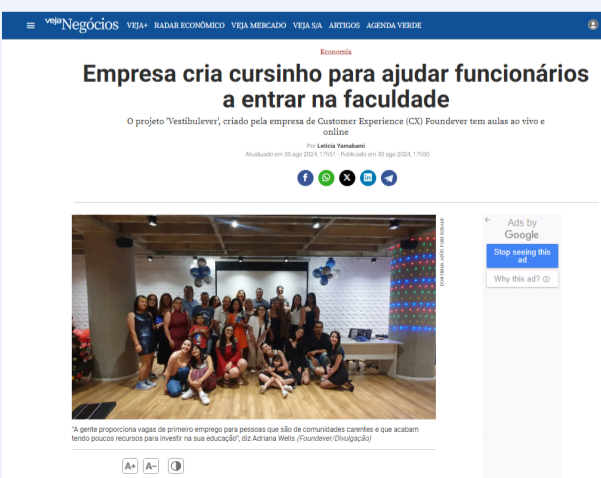 veja Negócios VEJA+ RADAR ECONÔMICO VEJA MERCADO VEJA S/A ARTIGOS AGENDA VERDE
Economia
Empresa cria cursinho para ajudar funcionários
a entrar na faculdade
O projeto 'Vestibulever', criado pela empresa de Customer Experience (CX) Foundever tem aulas ao vivo e
online
Por Leticia Yamakami
Atualizado em 30 ago 2024, 17h51 - Publicado em 30 ago 2024, 17h50
CONTINUA APÓS PUBLICIDADE
Ads by
Google
Stop seeing this
ad
Why this ad?
"A gente proporciona vagas de primeiro emprego para pessoas que são de comunidades carentes e que acabam
tendo poucos recursos para investir na sua educação", diz Adriana Wells (Foundever/Divulgação)
A+ A-